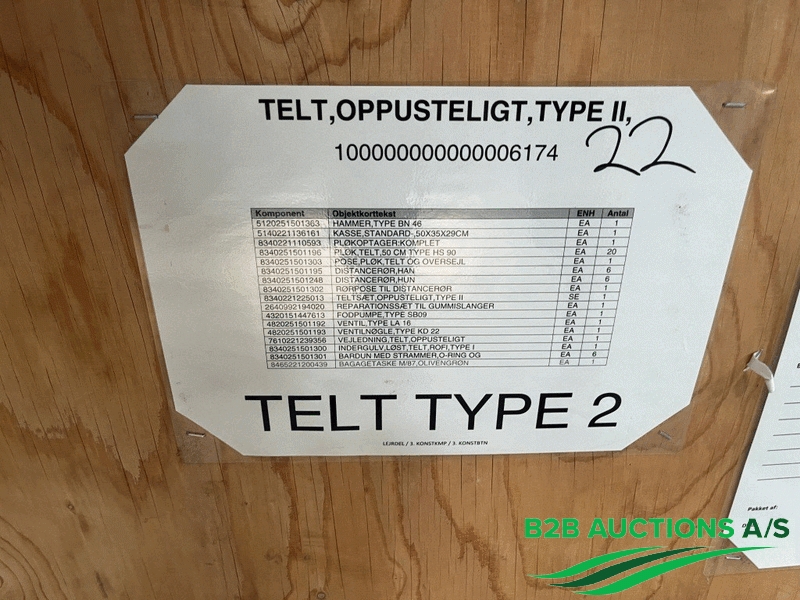 TELT,OPPUSTELIGT,TYPE II,
100000000000006174
22
Komponent Objektkorttekst ENH Antal
5120251501363 HAMMER,TYPE BN 46 EA 1
5140221136161 KASSE,STANDARD-,50X35X29CM EA 1
8340221110593 PLØKOPTAGER;KOMPLET EA 1
8340251501196 PLØK,TELT,50 CM TYPE HS 90 EA 20
8340251501303 POSE,PLØK,TELT OG OVERSEJL EA 1
8340251501195 DISTANCERØR,HAN EA 6
8340251501248 DISTANCERØR,HUN EA 6
8340251501302 RØRPOSE TIL DISTANCERØR EA 1
8340221225013 TELTSÆT,OPPUSTELIGT,TYPE II SE 1
2640992194020 REPARATIONSSÆT TIL GUMMISLANGER EA 1
4320151447613 FODPUMPE,TYPE SB09 EA 1
4820251501192 VENTIL,TYPE LA 16 EA 1
4820251501193 VENTILNØGLE,TYPE KD 22 EA 1
7610221239356 VEJLEDNING,TELT,OPPUSTELIGT EA 1
8340251501300 INDERGULV,LØST,TELT,ROFI,TYPE I EA 1
8340251501301 BARDUN MED STRAMMER,O-RING OG EA 6
8465221200439 BAGAGETASKE M/87,OLIVENGRØN EA 1
TELT TYPE 2
LEJRDEL / 3. KONSTKMP / 3. KONSTBTN
Pakket af:
B2B AUCTIONS A/S